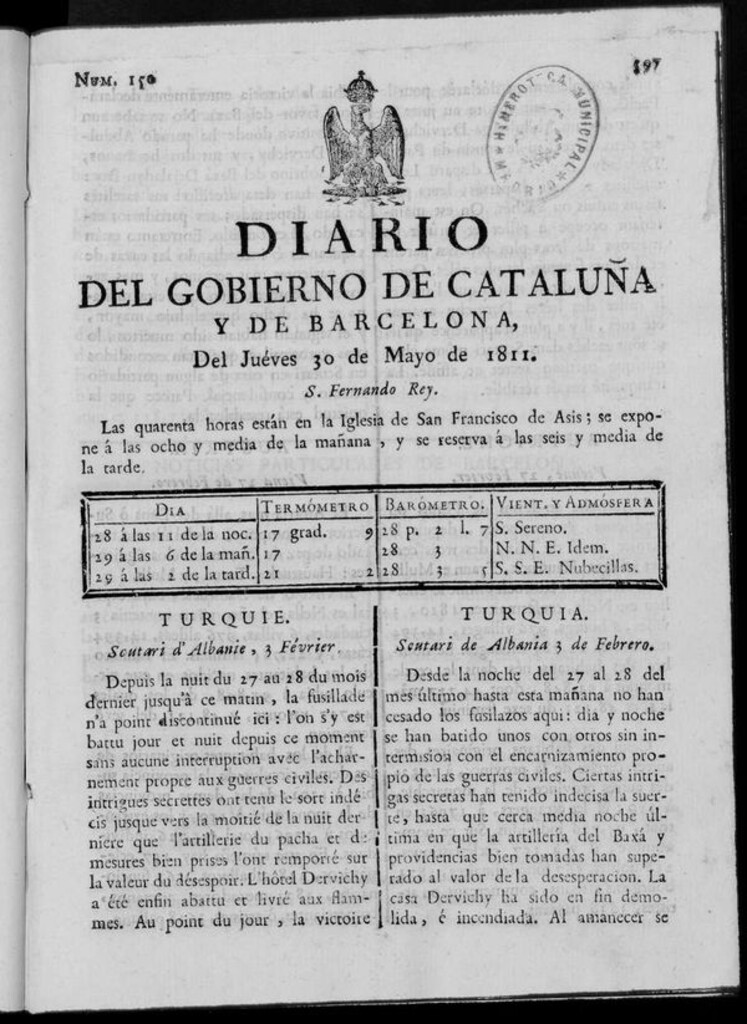 NUM. 150
597
HEMEROTECA MUNICIPAL
MADRID
DIARIO
DEL GOBIERNO DE CATALUÑA
Y DE BARCELONA,
Del Juéves 30 de Mayo de 1811.
S. Fernando Rey.
Las quarenta horas están en la Iglesia de San Francisco de Asis; se expo-
ne á las ocho y media de la mañana, y se reserva á las seis y media de
la tarde.
DIA TERMÓMETRO BARÓMETRO. VIENT. Y ADMÓSFERA
28 á las 11 de la noc. 17 grad. 9 28 p. 2 l. 7 S. Sereno.
29 á las 6 de la mañ. 17 28 3 N. N. E. Idem.
29 á las 2 de la tard. 21 2 28 3 5 S. S. E. Nubecillas.
TURQUIE.
Scutari d'Albanie, 3 Février.
Depuis la nuit du 27 au 28 du mois
dernier jusqu'à ce matin, la fusillade
n'a point discontinué ici: l'on s'y est
battu jour et nuit depuis ce moment
sans aucune interruption avec l'achar-
nement propre aux guerres civiles. Des
intrigues secrettes ont tenu le sort indé-
cis jusque vers la moitié de la nuit der-
niere que l'artillerie du pacha et de
mesures bien prises l'ont remporté sur
la valeur du désespoir. L'hôtel Dervichy
a été enfin abattu et livré aux flam-
mes. Au point du jour, la victoire
TURQUIA.
Scutari de Albania 3 de Febrero.
Desde la noche del 27 al 28 del
mes último hasta esta mañana no han
cesado los fusilazos aqui: dia y noche
se han batido unos con otros sin in-
termision con el encarnizamiento pro-
pio de las guerras civiles. Ciertas intri-
gas secretas han tenido indecisa la suer-
te, hasta que cerca media noche úl-
tima en que la artillería del Baxá y
providencias bien tomadas han supe-
rado al valor de la desesperacion. La
casa Dervichy ha sido en fin demo-
lida, é incendiada. Al amanecer se